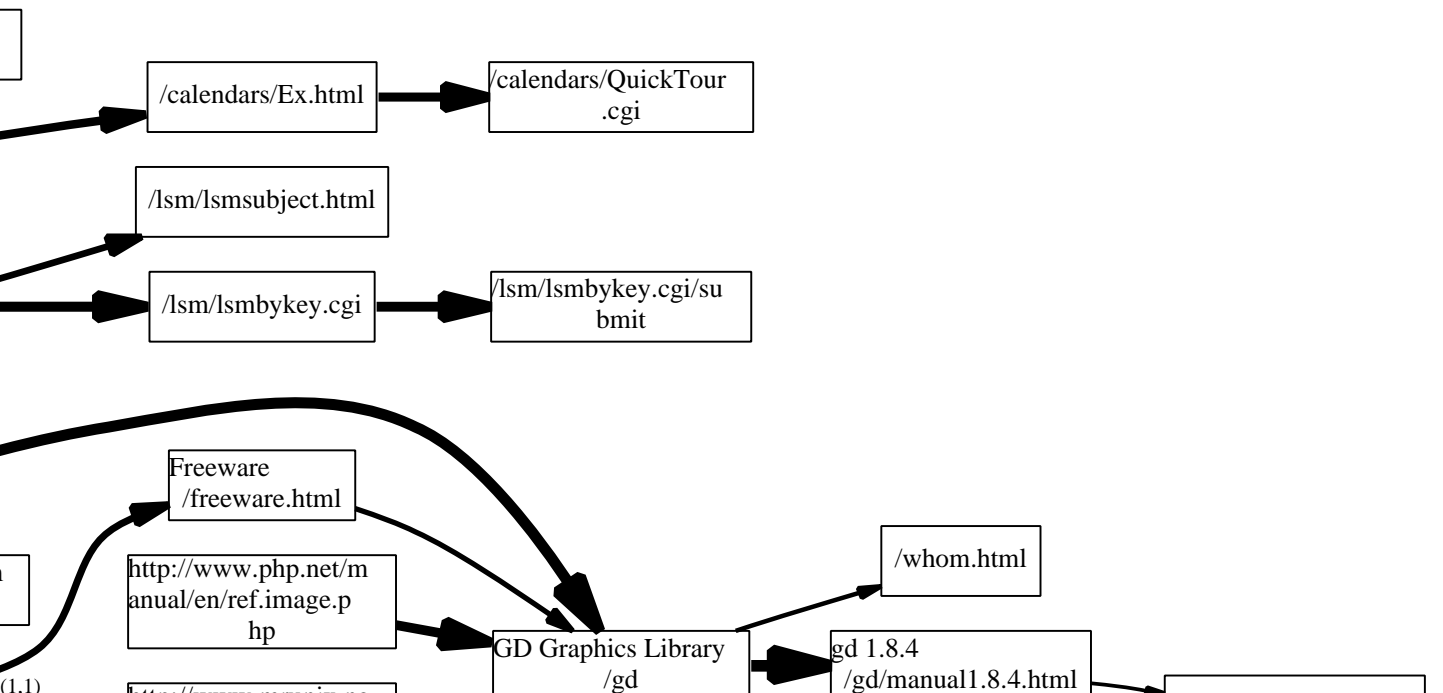 /calendars/Ex.html
/calendars/QuickTour
.cgi
/lsm/lsmsubject.html
/lsm/lsmbykey.cgi
/lsm/lsmbykey.cgi/su
bmit
Freeware
/freeware.html
http://www.php.net/m
anual/en/ref.image.p
hp
/whom.html
GD Graphics Library
/gd
gd 1.8.4
/gd/manual1.8.4.html
(1,1)